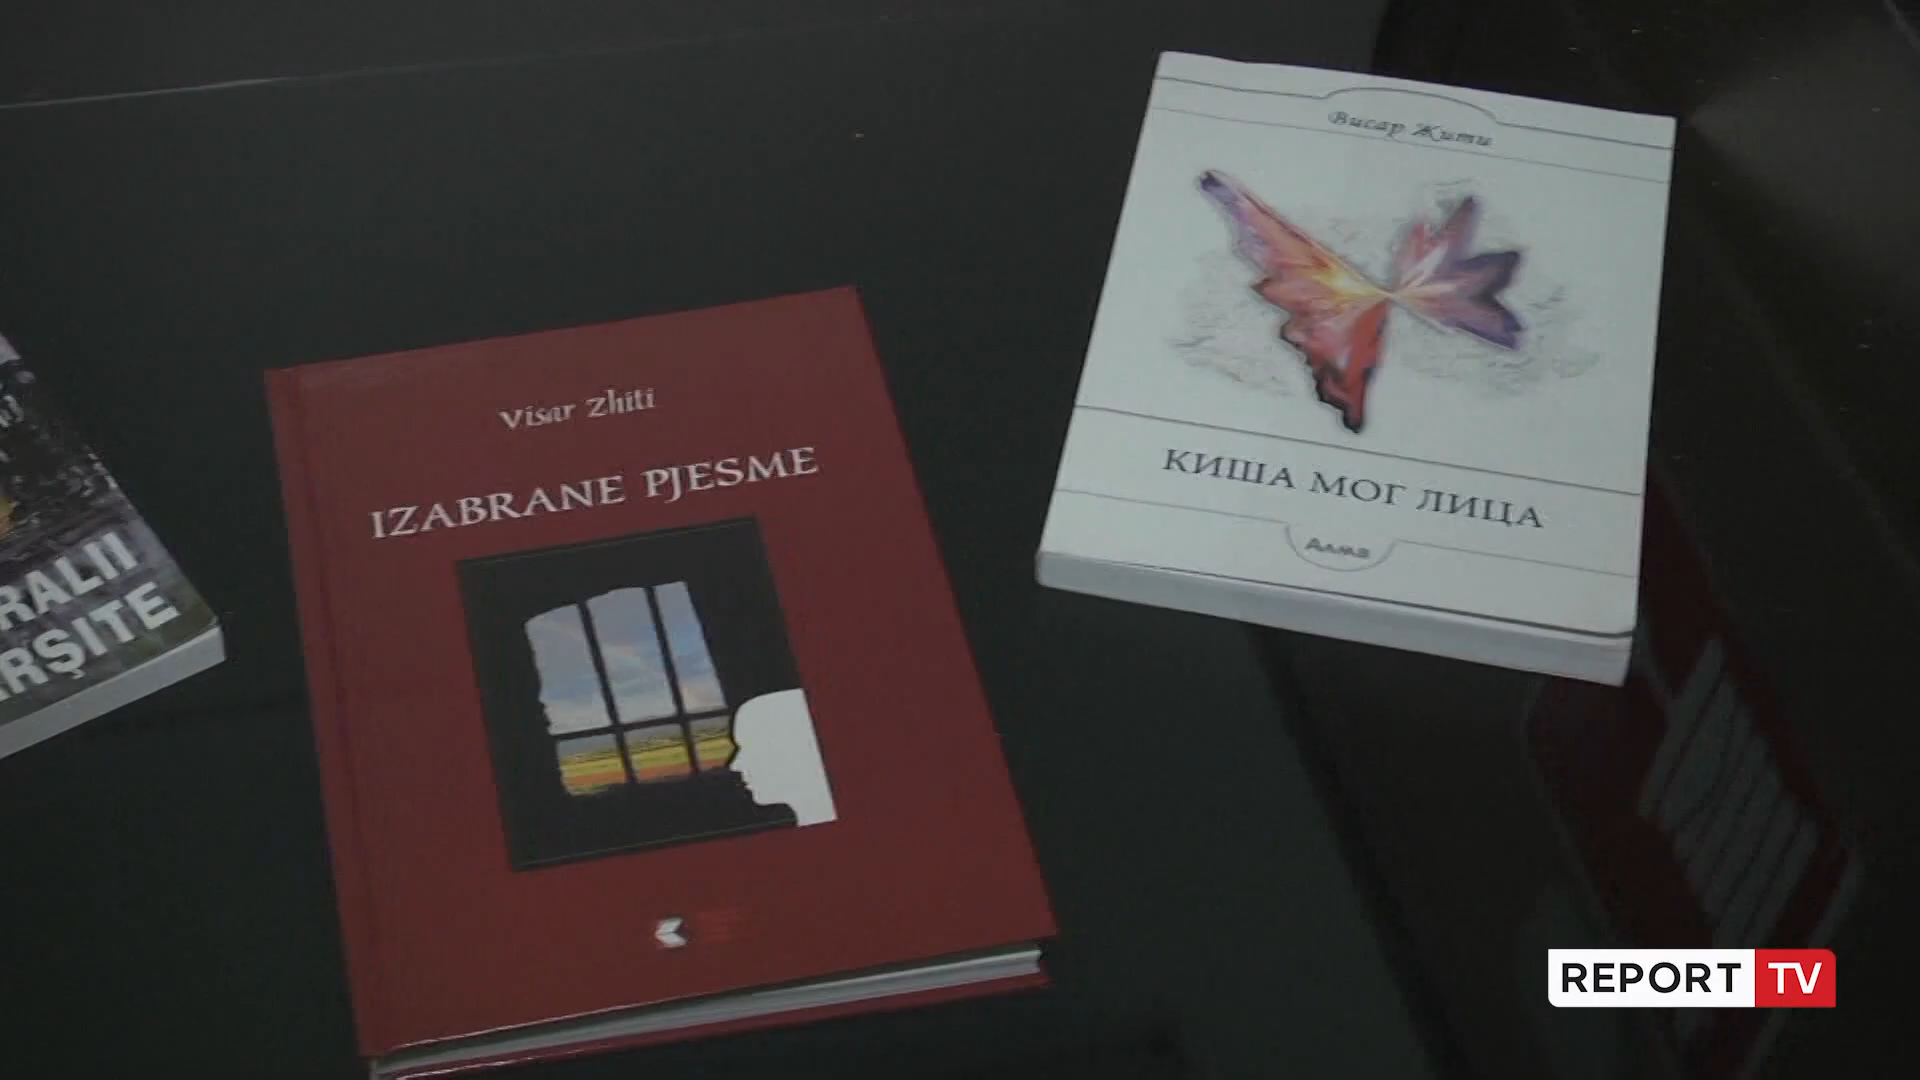 RALII
RȘITE
Visar Zhiti
IZABRANE PJESME
Висар Жити
КИША МОГ ЛИЦА
Алма
REPORT TV